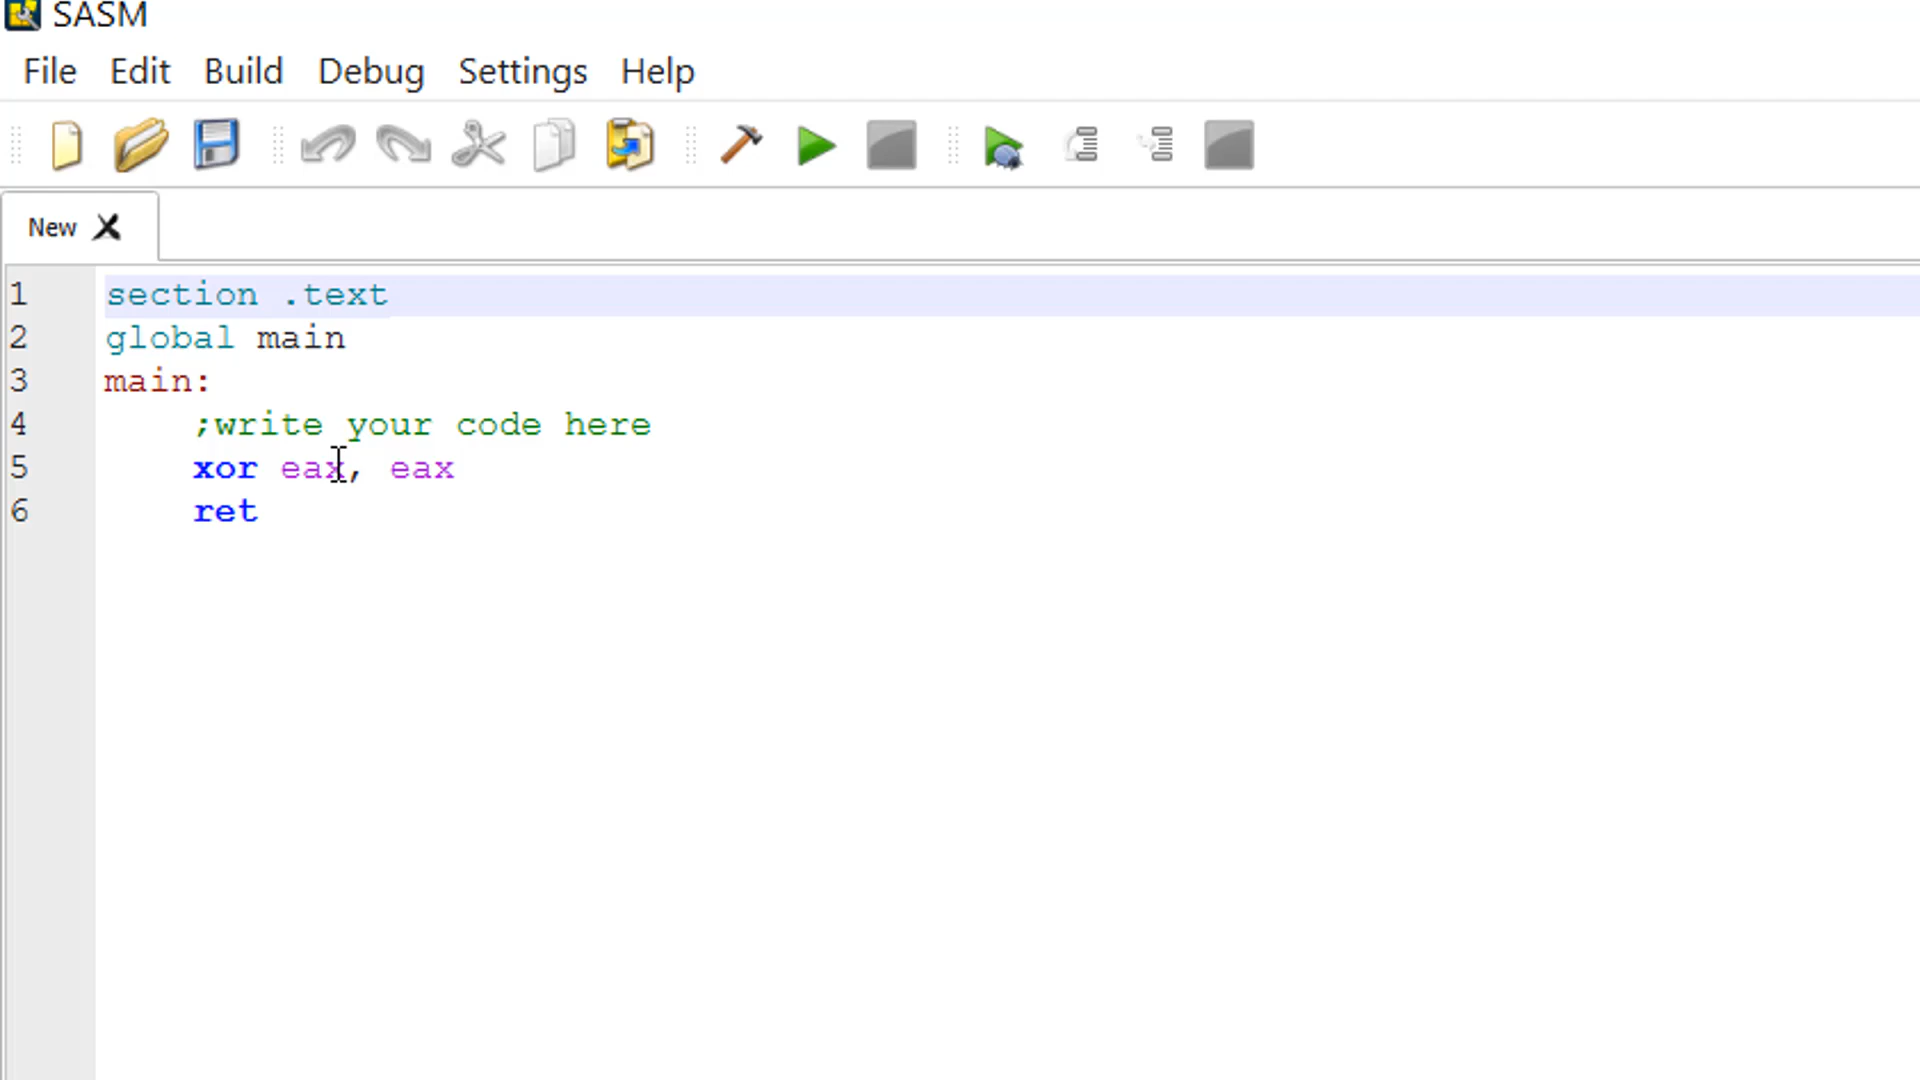 SASM
File Edit Build Debug Settings Help
New
1 section .text
2 global main
3 main:
4 ;write your code here
5 xor eax, eax
6 ret